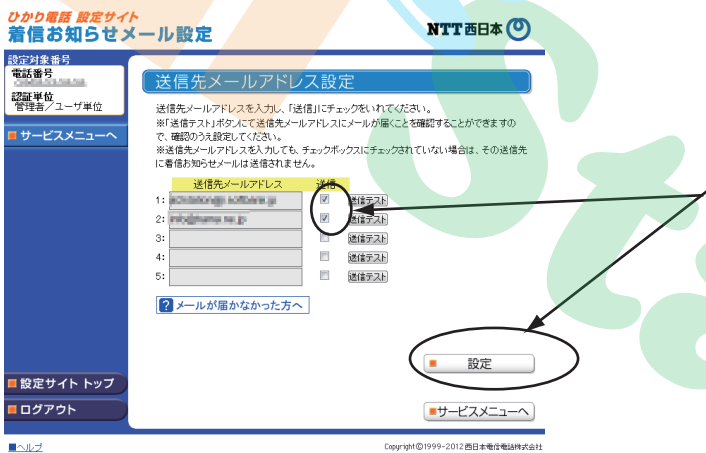 ひかり電話 設定サイト
着信お知らせメール設定
NTT西日本
設定対象番号
電話番号
認証単位
管理者/ユーザ単位
サービスメニューへ
送信先メールアドレス設定
送信先メールアドレスを入力し、「送信」にチェックをいれてください。
※「送信テスト」ボタンにて送信先メールアドレスにメールが届くことを確認することができますの
で、確認のうえ設定してください。
※送信先メールアドレスを入力しても、チェックボックスにチェックされていない場合は、その送信先
に着信お知らせメールは送信されません。
送信先メールアドレス 送信
1: 送信テスト
2: 送信テスト
3: 送信テスト
4: 送信テスト
5: 送信テスト
? メールが届かなかった方へ
設定
設定サイト トップ
ログアウト
サービスメニューへ
ヘルプ
Copyright©1999-2012 西日本電信電話株式会社